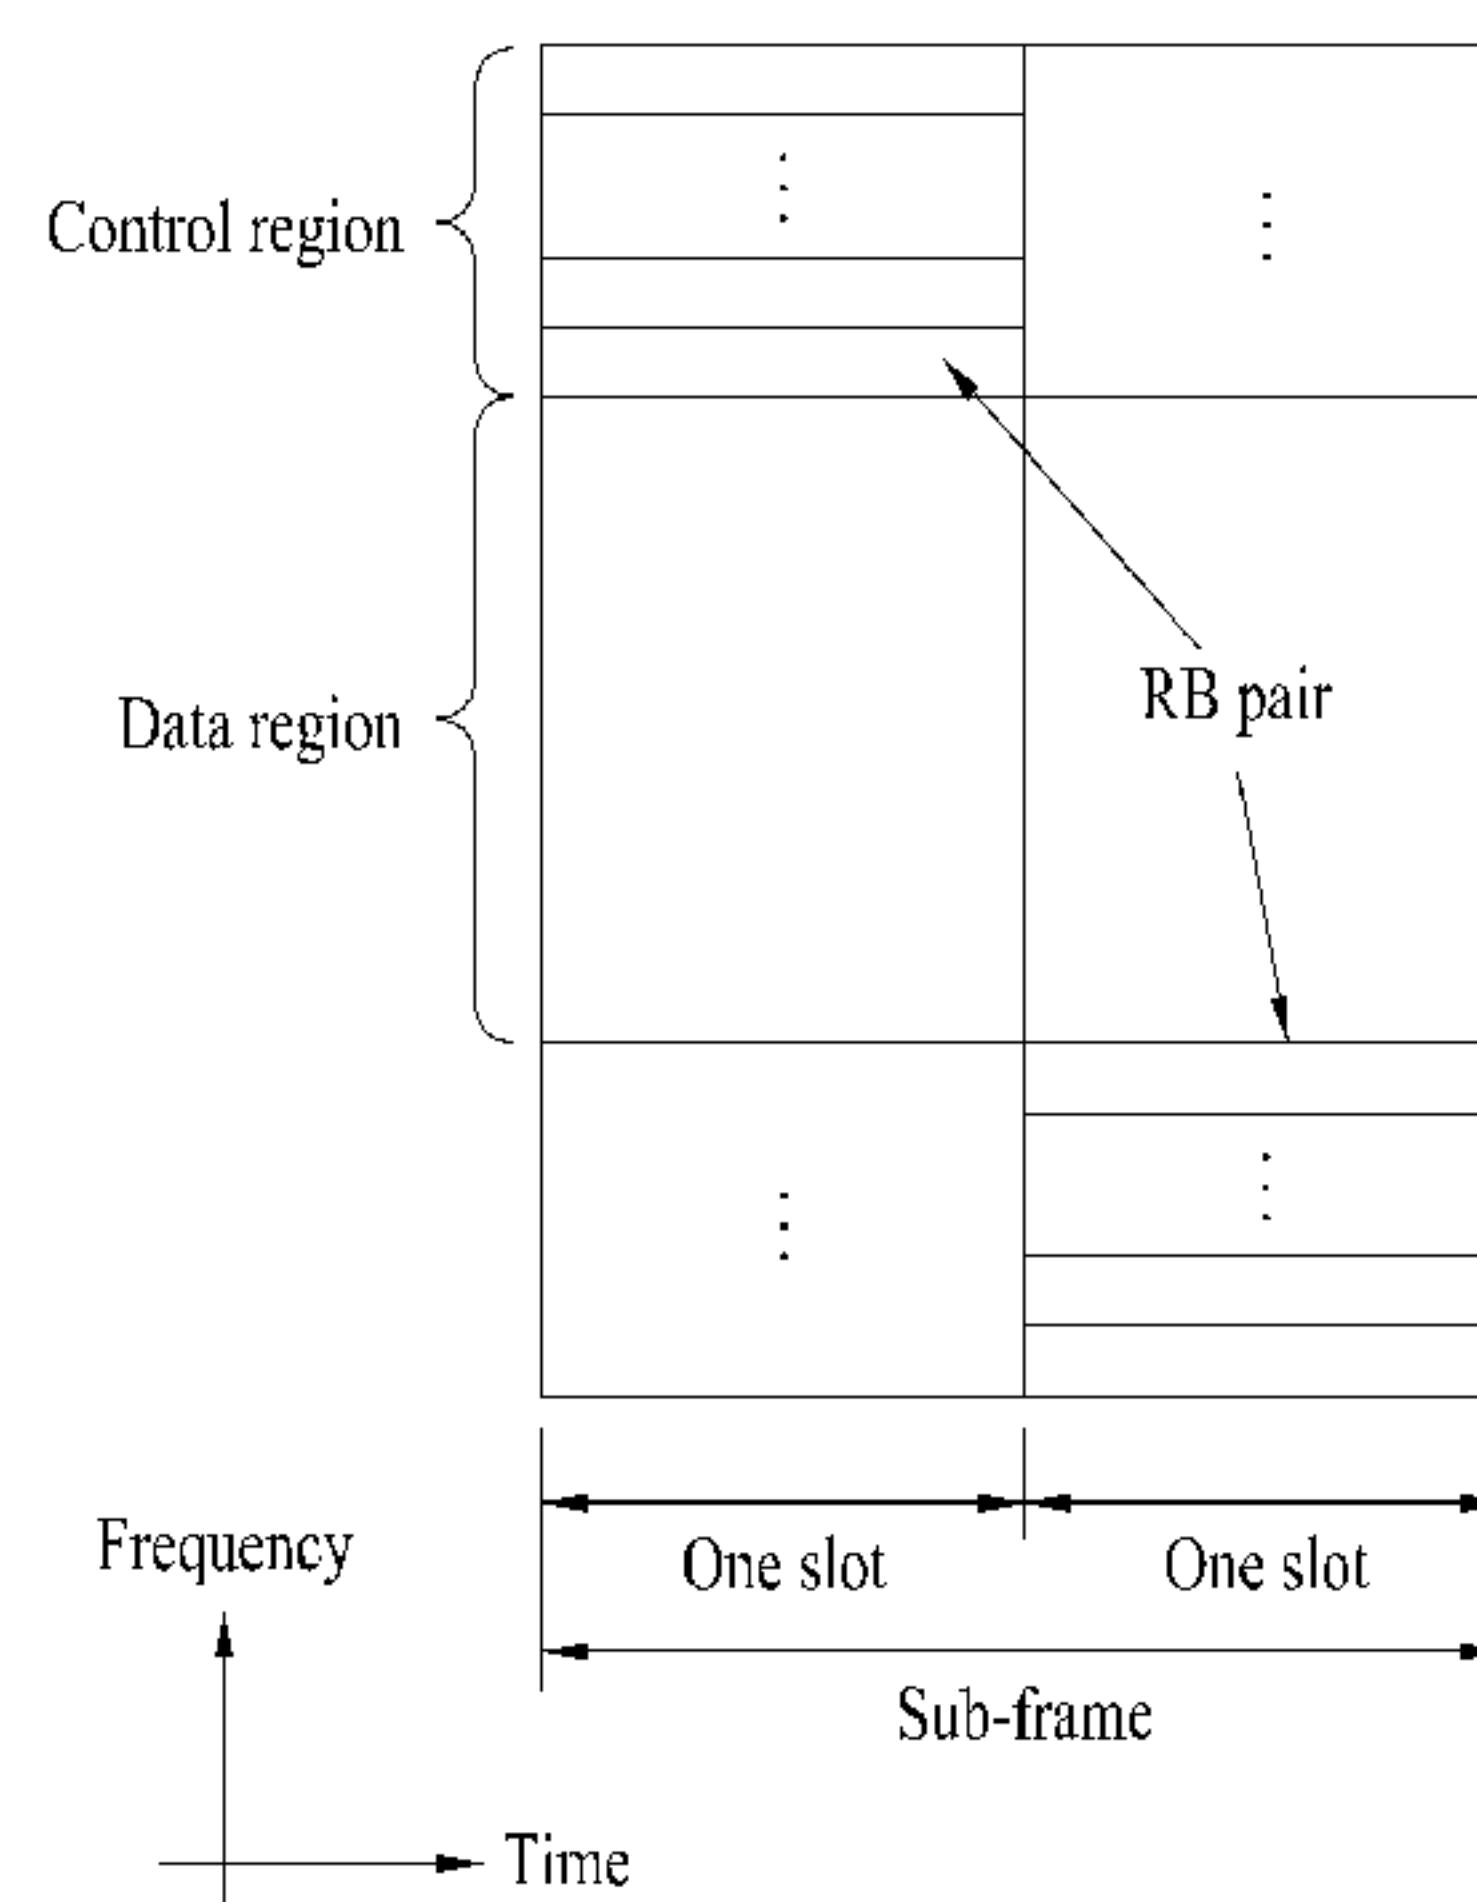 Control region
Data region
RB pair
One slot
One slot
Frequency
Sub-frame
Time